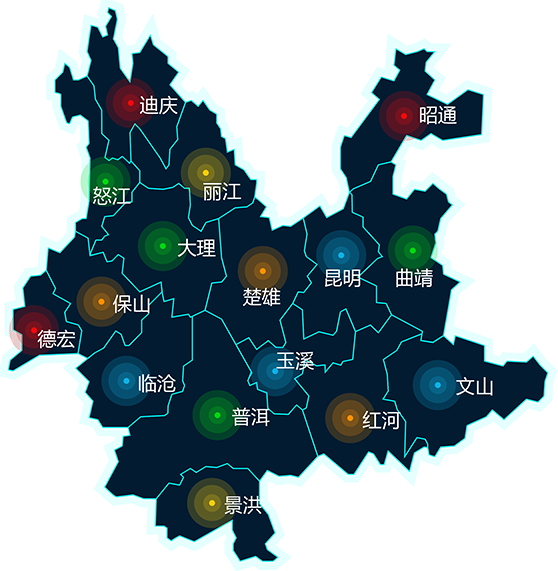 迪庆
昭通
怒江
丽江
大理
昆明
曲靖
楚雄
保山
德宏
玉溪
临沧
文山
普洱
红河
景洪